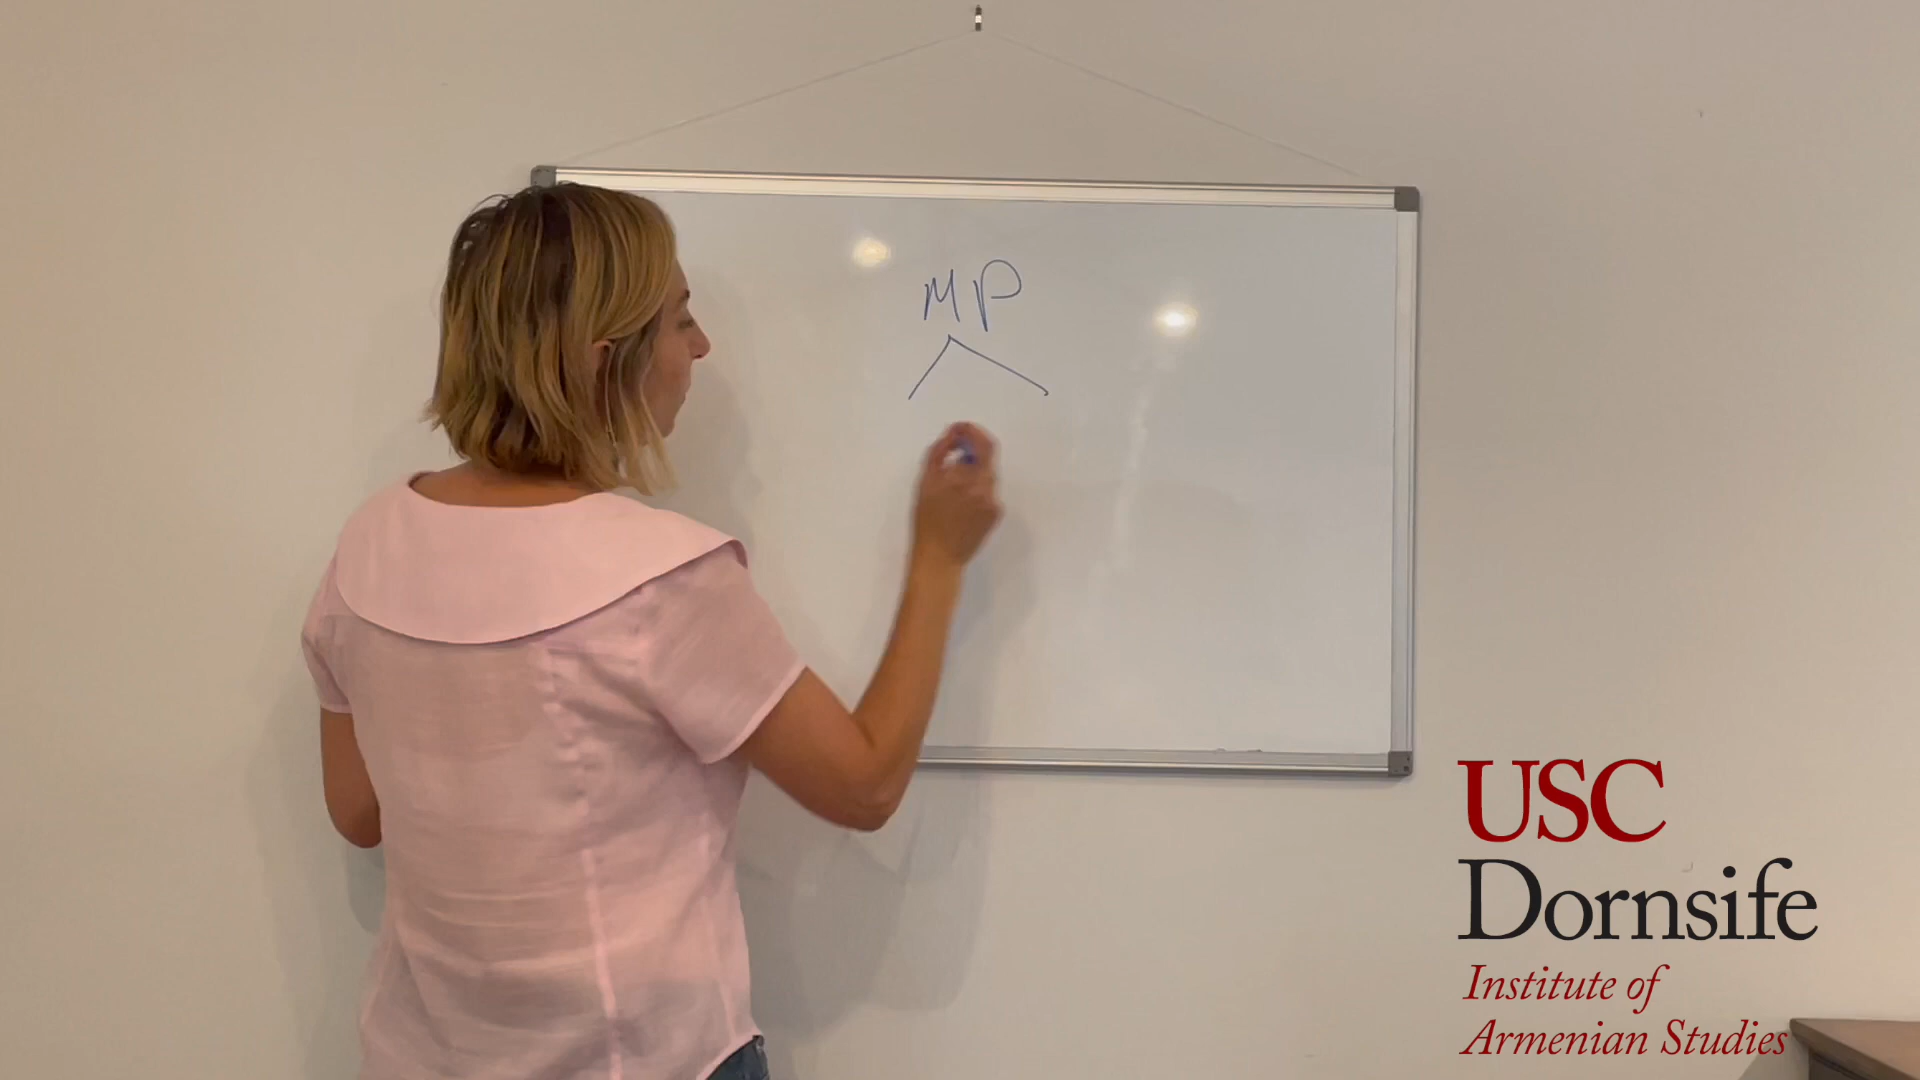 MP
USC
Dornsife
Institute of
Armenian Studies